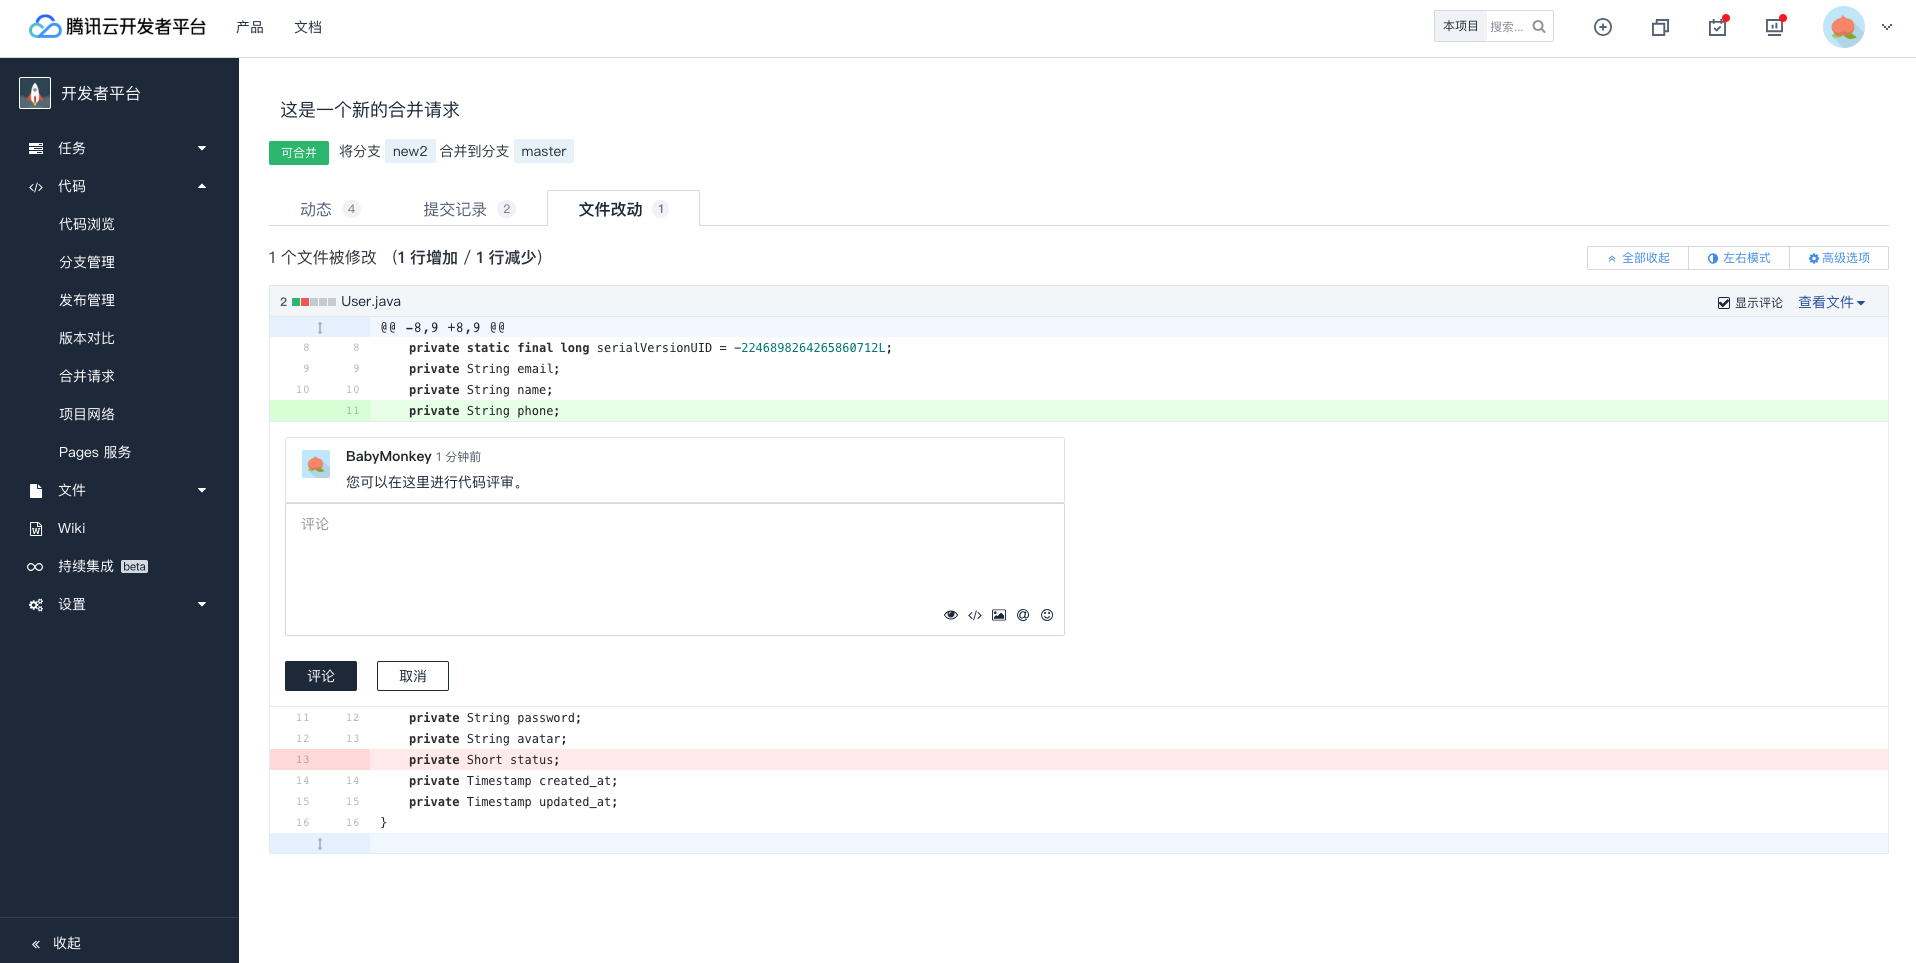 腾讯云开发者平台 产品 文档 本项目 搜索...
开发者平台
任务
代码
代码浏览
分支管理
发布管理
版本对比
合并请求
项目网络
Pages 服务
文件
Wiki
持续集成 beta
设置
收起
这是一个新的合并请求
可合并 将分支 new2 合并到分支 master
动态 4 提交记录 2 文件改动 1
1 个文件被修改 （1 行增加 / 1 行减少） 全部收起 左右模式 高级选项
2 User.java 显示评论 查看文件
@@ -8,9 +8,9 @@
8 8 private static final long serialVersionUID = -2246898264265860712L;
9 9 private String email;
10 10 private String name;
11 private String phone;
BabyMonkey 1 分钟前
您可以在这里进行代码评审。
评论
评论 取消
11 12 private String password;
12 13 private String avatar;
13 private Short status;
14 14 private Timestamp created_at;
15 15 private Timestamp updated_at;
16 16 }